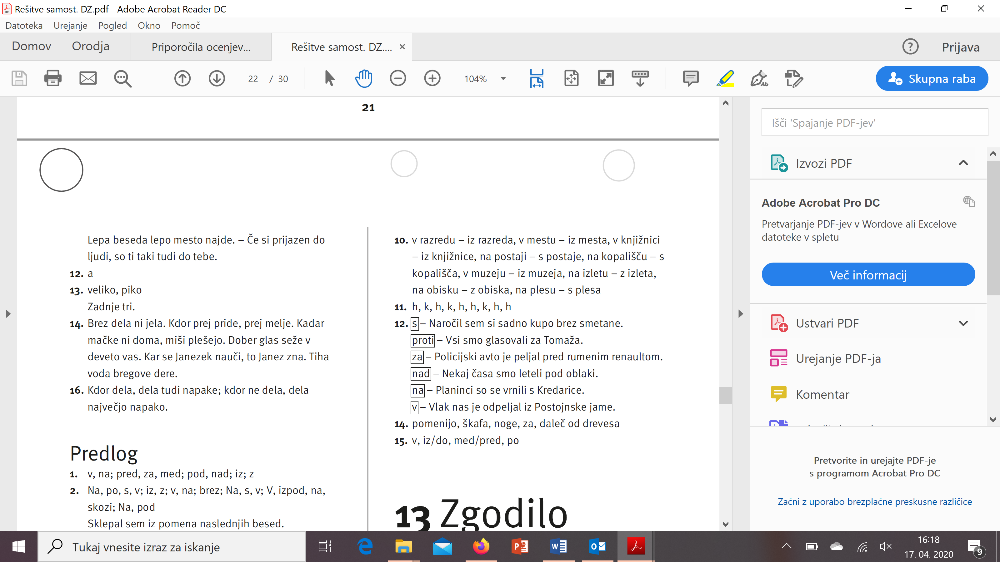 Rešitve samost. DZ.pdf - Adobe Acrobat Reader DC
Datoteka Urejanje Pogled Okno Pomoč
Domov Orodja Priporočila ocenjev... Rešitve samost. DZ.... × Prijava
22 / 30 104% Skupna raba
21
Lepa beseda lepo mesto najde. – Če si prijazen do
ljudi, so ti taki tudi do tebe.
12. a
13. veliko, piko
Zadnje tri.
14. Brez dela ni jela. Kdor prej pride, prej melje. Kadar
mačke ni doma, miši plešejo. Dober glas seže v
deveto vas. Kar se Janezek nauči, to Janez zna. Tiha
voda bregove dere.
16. Kdor dela, dela tudi napake; kdor ne dela, dela
največjo napako.
Predlog
1. v, na; pred, za, med; pod, nad; iz; z
2. Na, po, s, v; iz, z; v, na; brez; Na, s, v; V, izpod, na,
skozi; Na, pod
Sklepal sem iz pomena naslednjih besed.
10. v razredu – iz razreda, v mestu – iz mesta, v knjižnici
– iz knjižnice, na postaji – s postaje, na kopališču – s
kopališča, v muzeju – iz muzeja, na izletu – z izleta,
na obisku – z obiska, na plesu – s plesa
11. h, k, h, k, h, h, k, h, h
12. s – Naročil sem si sadno kupo brez smetane.
proti – Vsi smo glasovali za Tomaža.
za – Policijski avto je peljal pred rumenim renaultom.
nad – Nekaj časa smo leteli pod oblaki.
na – Planinci so se vrnili s Kredarice.
v – Vlak nas je odpeljal iz Postojnske jame.
14. pomenijo, škafa, noge, za, daleč od drevesa
15. v, iz/do, med/pred, po
13 Zgodilo
Išči 'Spajanje PDF-jev'
Izvozi PDF
Adobe Acrobat Pro DC
Pretvarjanje PDF-jev v Wordove ali Excelove
datoteke v spletu
Več informacij
Ustvari PDF
Urejanje PDF-ja
Komentar
Pretvorite in urejajte PDF-je
s programom Acrobat Pro DC
Začni z uporabo brezplačne preskusne različice
Tukaj vnesite izraz za iskanje
16:18
17. 04. 2020
9